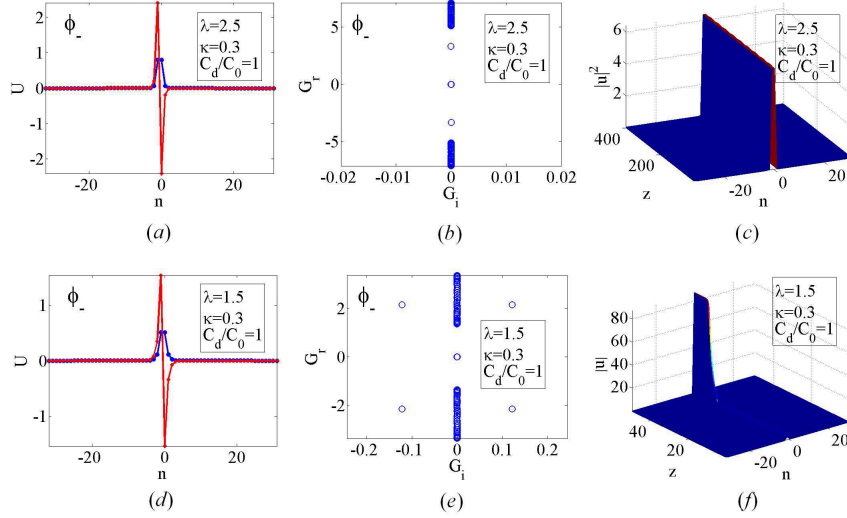 2
1
0
-1
-2
U
ϕ_
λ=2.5
κ=0.3
C_d/C_0=1
-20 0 20
n
(a)
5
0
-5
G_r
ϕ_
λ=2.5
κ=0.3
C_d/C_0=1
-0.02 -0.01 0 0.01 0.02
G_i
(b)
6
4
2
|u|^2
λ=2.5
κ=0.3
C_d/C_0=1
400
200
z
-20 0 20
n
(c)
1
0
-1
U
ϕ_
λ=1.5
κ=0.3
C_d/C_0=1
-20 0 20
n
(d)
2
0
-2
G_r
ϕ_
λ=1.5
κ=0.3
C_d/C_0=1
-0.2 -0.1 0 0.1 0.2
G_i
(e)
80
60
40
20
|u|
λ=1.5
κ=0.3
C_d/C_0=1
40
20
z
-20 0 20
n
(f)